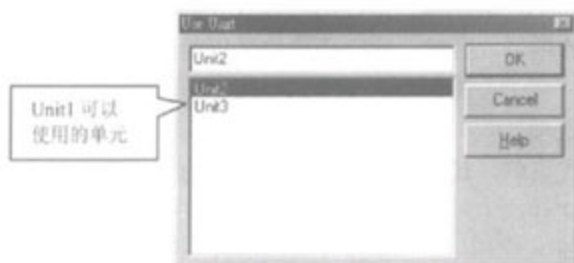 Use Unit
Unit2
Unit2
Unit3
OK
Cancel
Help
Unit1 可以
使用的单元